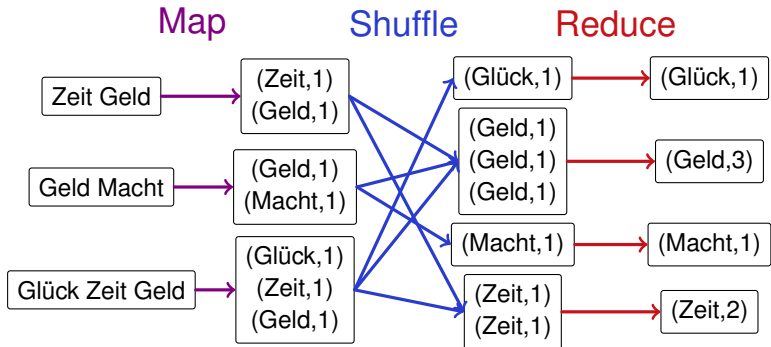 Map
Shuffle
Reduce
Zeit Geld
(Zeit,1)
(Geld,1)
(Glück,1)
(Glück,1)
Geld Macht
(Geld,1)
(Macht,1)
(Geld,1)
(Geld,1)
(Geld,1)
(Geld,3)
Glück Zeit Geld
(Glück,1)
(Zeit,1)
(Geld,1)
(Macht,1)
(Macht,1)
(Zeit,1)
(Zeit,1)
(Zeit,2)